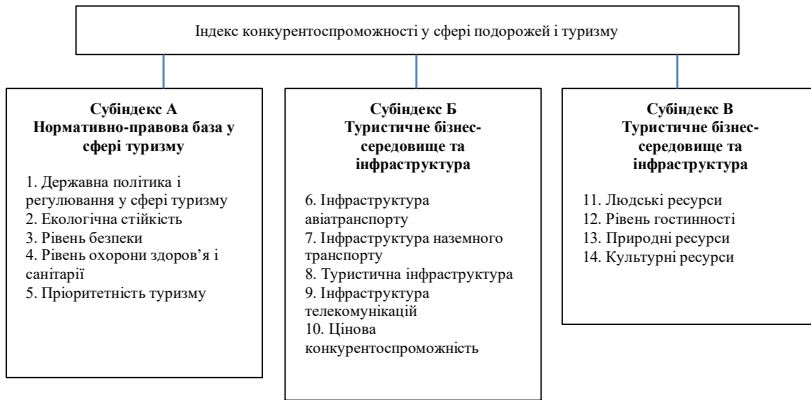 Індекс конкурентоспроможності у сфері подорожей і туризму
Субіндекс А
Нормативно-правова база у
сфері туризму
1. Державна політика і
регулювання у сфері туризму
2. Екологічна стійкість
3. Рівень безпеки
4. Рівень охорони здоров’я і
санітарії
5. Пріоритетність туризму
Субіндекс Б
Туристичне бізнес-
середовище та
інфраструктура
6. Інфраструктура
авіатранспорту
7. Інфраструктура наземного
транспорту
8. Туристична інфраструктура
9. Інфраструктура
телекомунікацій
10. Цінова
конкурентоспроможність
Субіндекс В
Туристичне бізнес-
середовище та
інфраструктура
11. Людські ресурси
12. Рівень гостинності
13. Природні ресурси
14. Культурні ресурси